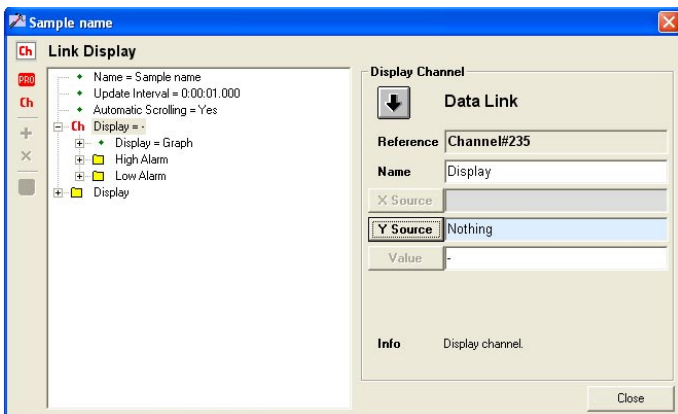 Sample name
Ch Link Display
PRO
Ch
Name = Sample name
Update Interval = 0:00:01.000
Automatic Scrolling = Yes
Ch Display = -
Display = Graph
High Alarm
Low Alarm
Display
Display Channel
Data Link
Reference Channel#235
Name Display
X Source
Y Source Nothing
Value -
Info Display channel.
Close